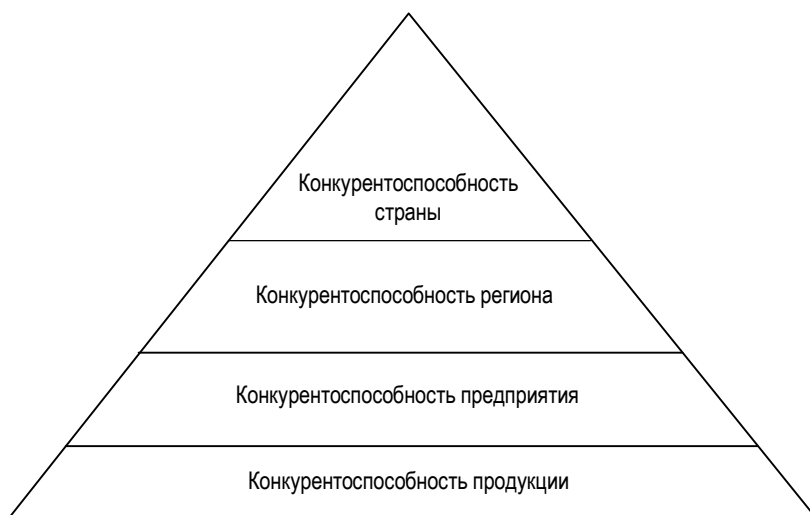 Конкурентоспособность
страны
Конкурентоспособность региона
Конкурентоспособность предприятия
Конкурентоспособность продукции